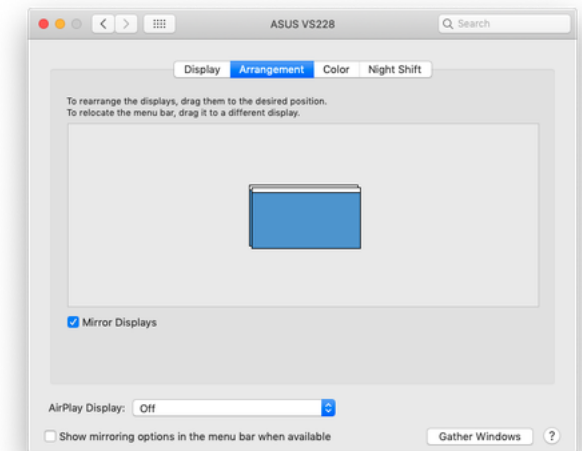 ASUS VS228
Search
Display Arrangement Color Night Shift
To rearrange the displays, drag them to the desired position.
To relocate the menu bar, drag it to a different display.
Mirror Displays
AirPlay Display: Off
Show mirroring options in the menu bar when available
Gather Windows ?